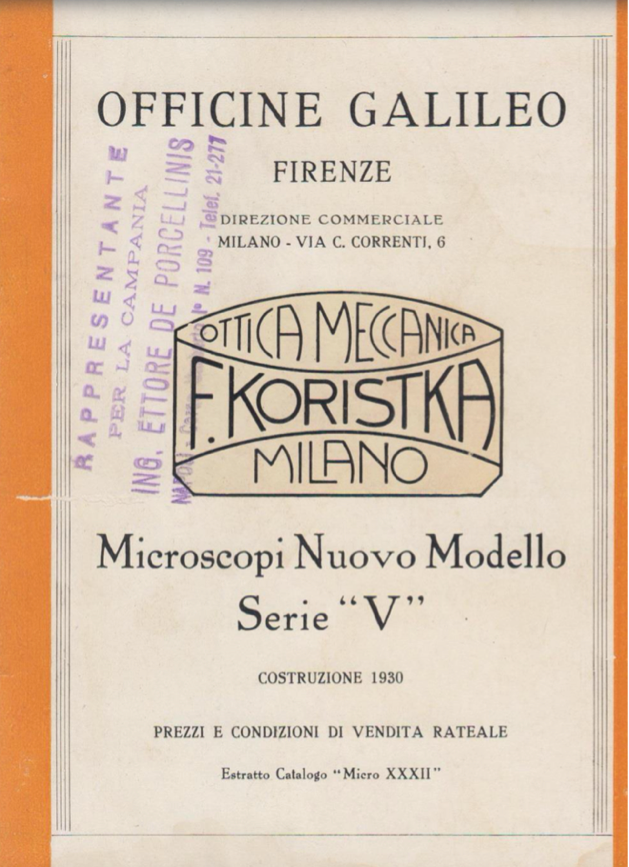 OFFICINE GALILEO
FIRENZE
DIREZIONE COMMERCIALE
MILANO - VIA C. CORRENTI, 6
RAPPRESENTANTE
PER LA CAMPANIA
ING. ETTORE DE PORCELLINIS
NAPOLI - Iº N. 109 - Telef. 21-277
OTTICA MECCANICA
F. KORISTKA
MILANO
Microscopi Nuovo Modello
Serie “V”
COSTRUZIONE 1930
PREZZI E CONDIZIONI DI VENDITA RATEALE
Estratto Catalogo “Micro XXXII”